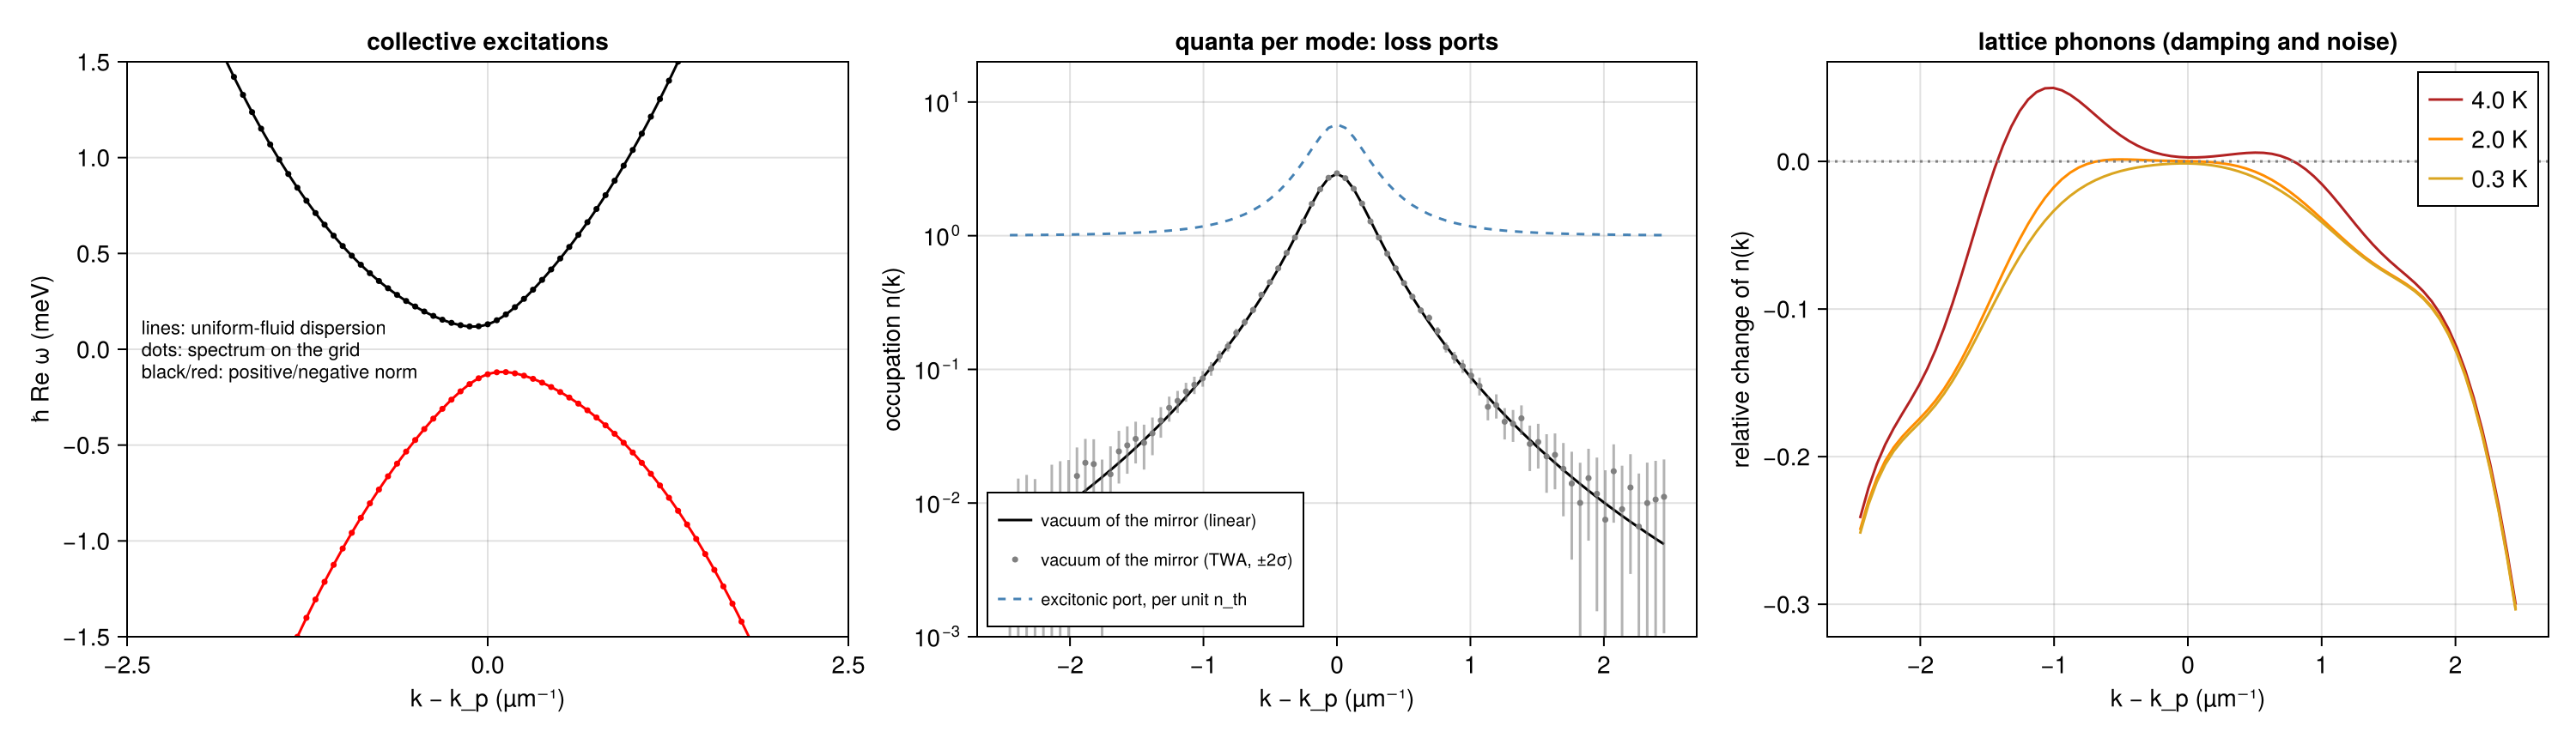 collective excitations
ħ Re ω (meV)
1.5
1.0
0.5
0.0
−0.5
−1.0
−1.5
lines: uniform-fluid dispersion
dots: spectrum on the grid
black/red: positive/negative norm
−2.5
0.0
2.5
k − k_p (μm⁻¹)
quanta per mode: loss ports
occupation n(k)
10¹
10⁰
10⁻¹
10⁻²
10⁻³
vacuum of the mirror (linear)
vacuum of the mirror (TWA, ±2σ)
excitonic port, per unit n_th
−2
−1
0
1
2
k − k_p (μm⁻¹)
lattice phonons (damping and noise)
relative change of n(k)
0.0
−0.1
−0.2
−0.3
4.0 K
2.0 K
0.3 K
−2
−1
0
1
2
k − k_p (μm⁻¹)